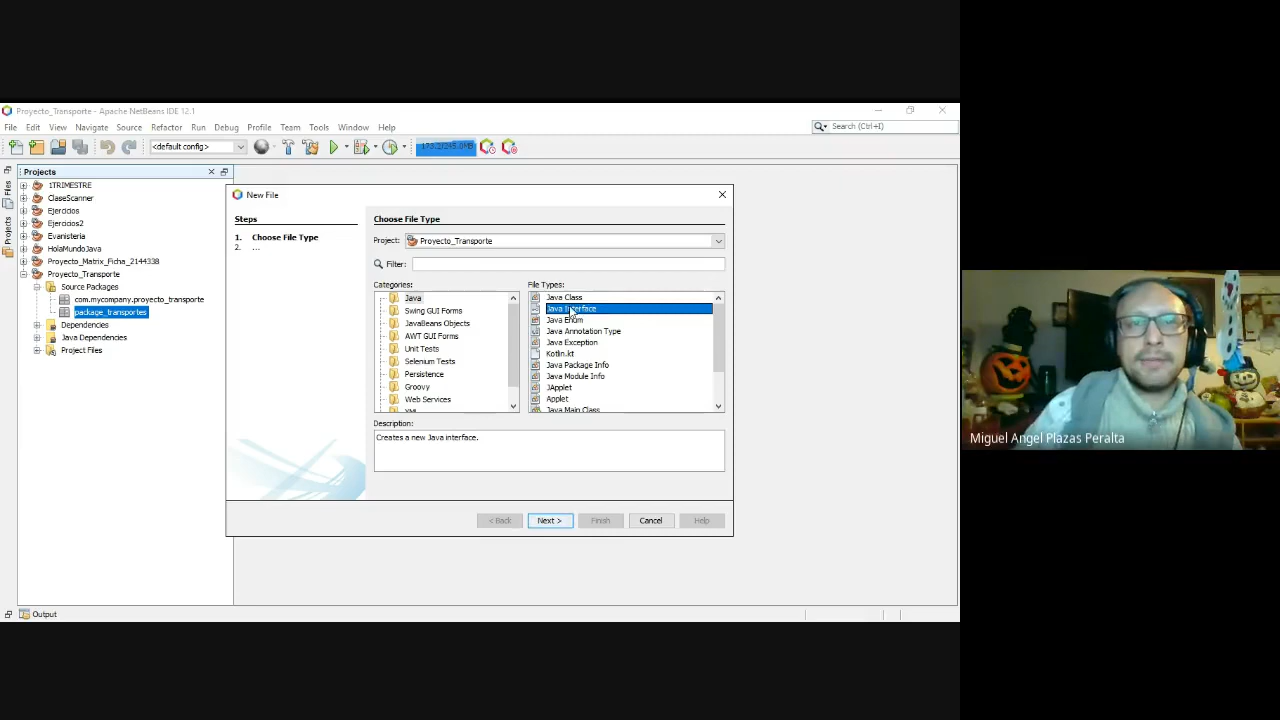 Proyecto_Transporte - Apache NetBeans IDE 12.1
File Edit View Navigate Source Refactor Run Debug Profile Team Tools Window Help
Search (Ctrl+I)
<default config>
Projects
Files
Projects
1TRIMESTRE
ClaseScanner
Ejercicios
Ejercicios2
Evanisteria
HolaMundoJava
Proyecto_Matrix_Ficha_2144338
Proyecto_Transporte
Source Packages
com.mycompany.proyecto_transporte
package_transportes
Dependencies
Java Dependencies
Project Files
New File
Steps
1. Choose File Type
2. ...
Choose File Type
Project: Proyecto_Transporte
Filter:
Categories:
Java
Swing GUI Forms
JavaBeans Objects
AWT GUI Forms
Unit Tests
Selenium Tests
Persistence
Groovy
Web Services
File Types:
Java Class
Java Interface
Java Enum
Java Annotation Type
Java Exception
Kotlin.kt
Java Package Info
Java Module Info
JApplet
Applet
Java Main Class
Description:
Creates a new Java interface.
< Back
Next >
Finish
Cancel
Help
Output
Miguel Angel Plazas Peralta